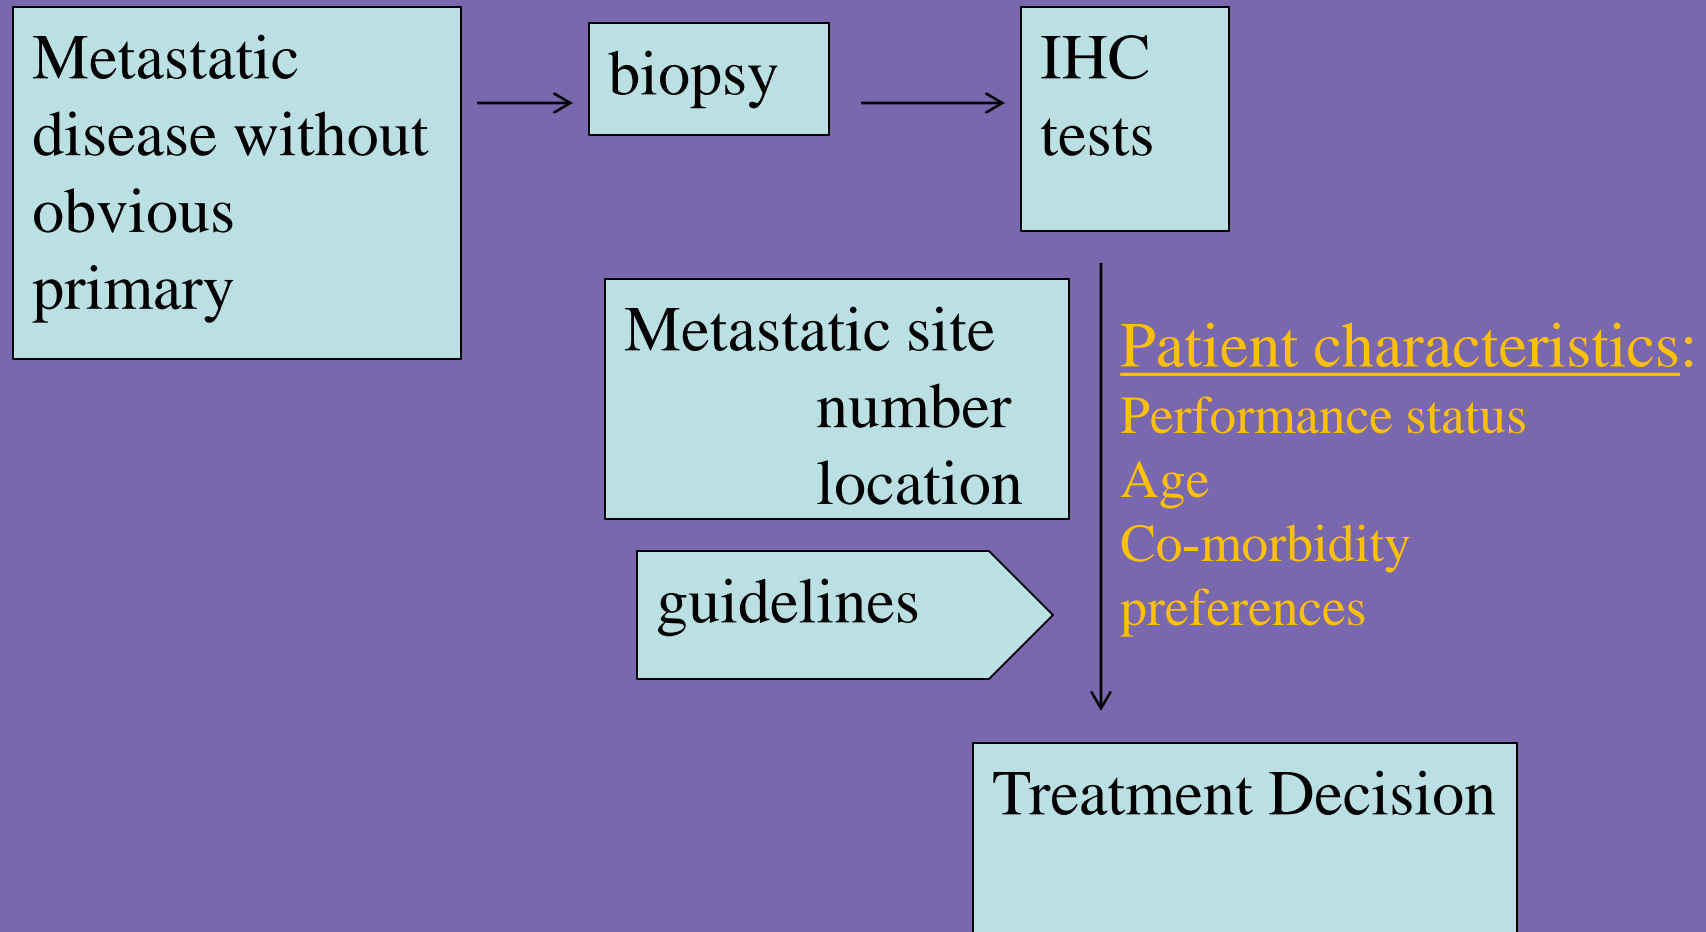 Metastatic
disease without
obvious
primary
biopsy
IHC
tests
Metastatic site
number
location
guidelines
Patient characteristics:
Performance status
Age
Co-morbidity
preferences
Treatment Decision